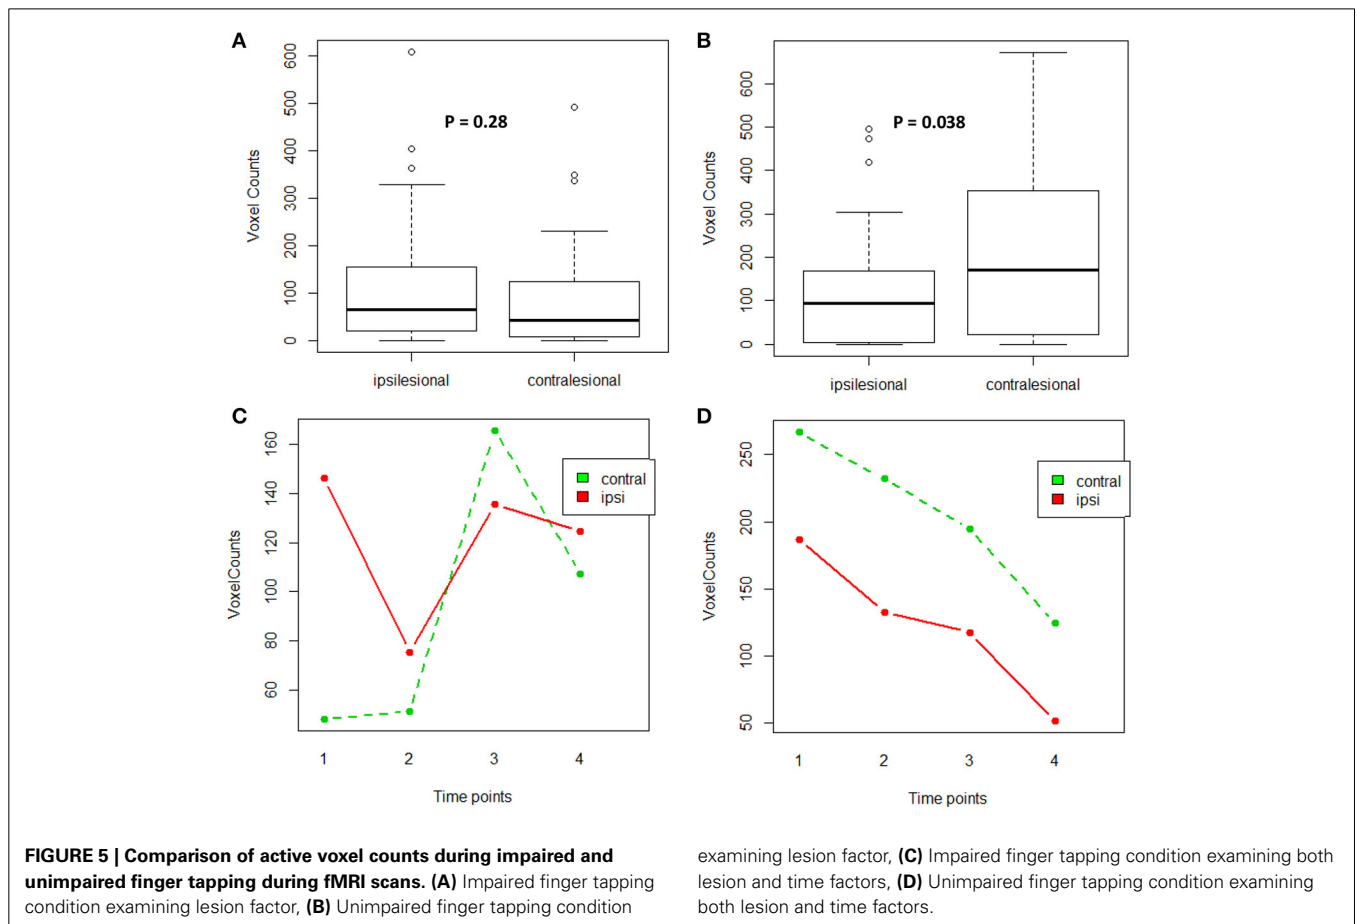 A
600
500
400
300
200
100
0
Voxel Counts
P = 0.28
ipsilesional
contralesional
B
600
500
400
300
200
100
0
Voxel Counts
P = 0.038
ipsilesional
contralesional
C
160
140
120
100
80
60
VoxelCounts
contral
ipsi
1
2
3
4
Time points
D
250
200
150
100
50
VoxelCounts
contral
ipsi
1
2
3
4
Time points
FIGURE 5 | Comparison of active voxel counts during impaired and
unimpaired finger tapping during fMRI scans. (A) Impaired finger tapping
condition examining lesion factor, (B) Unimpaired finger tapping condition
examining lesion factor, (C) Impaired finger tapping condition examining both
lesion and time factors, (D) Unimpaired finger tapping condition examining
both lesion and time factors.